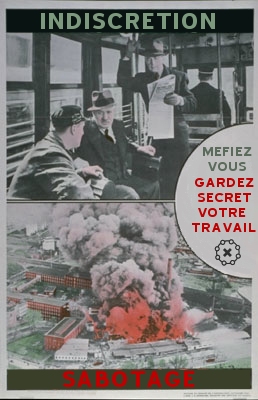 INDISCRETION
MEFIEZ
VOUS
GARDEZ
SECRET
VOTRE
TRAVAIL
SABOTAGE